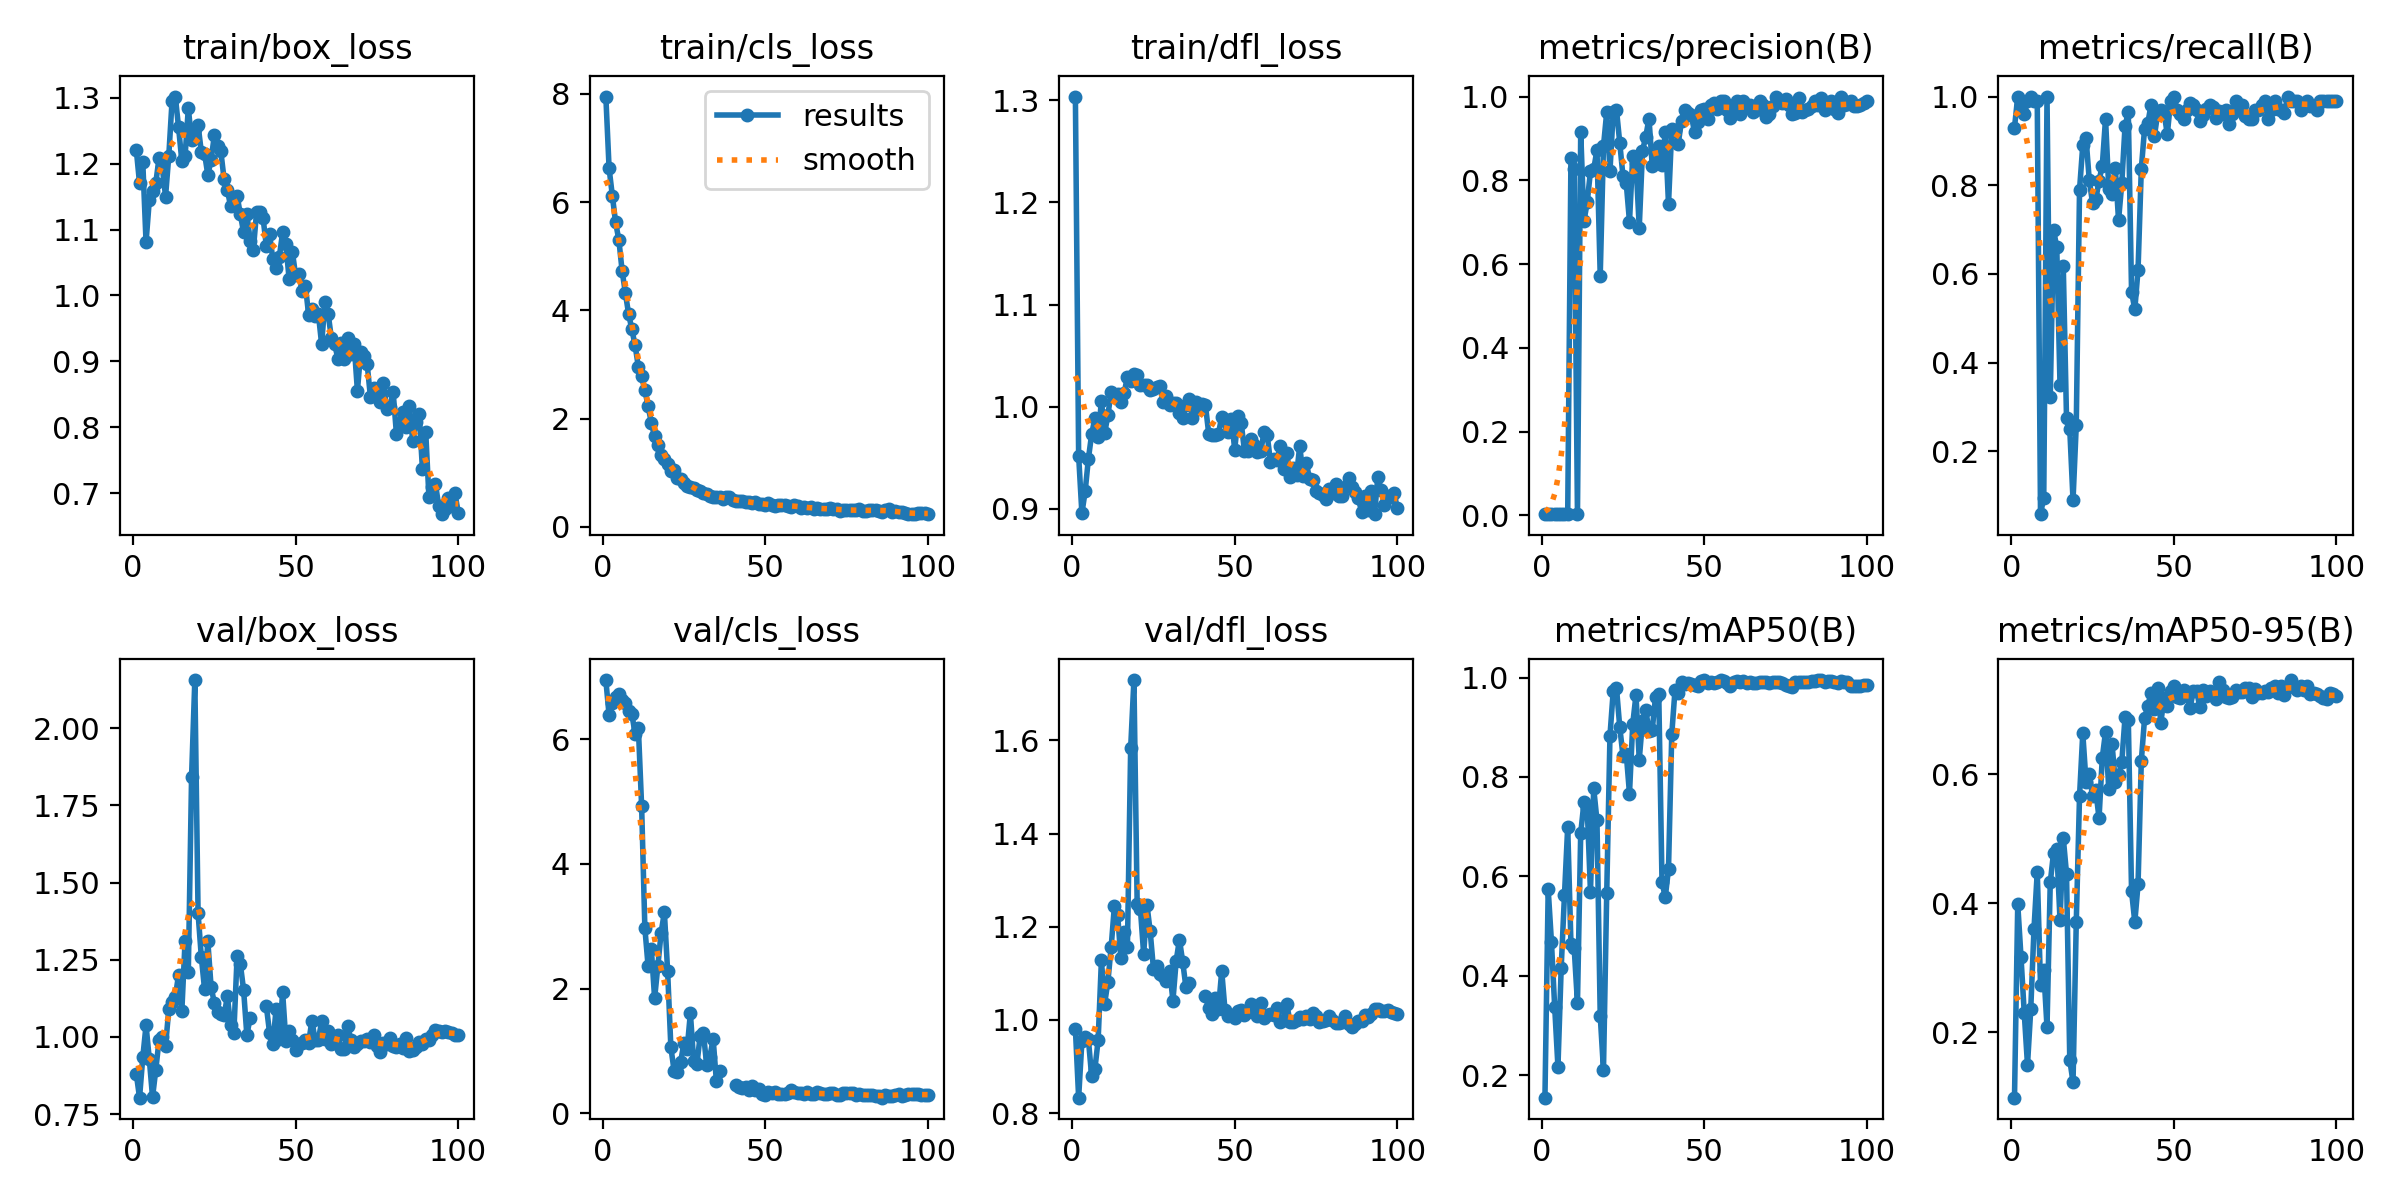 train/box_loss
1.3
1.2
1.1
1.0
0.9
0.8
0.7
0 50 100
train/cls_loss
results
smooth
8
6
4
2
0
0 50 100
train/dfl_loss
1.3
1.2
1.1
1.0
0.9
0 50 100
metrics/precision(B)
1.0
0.8
0.6
0.4
0.2
0.0
0 50 100
metrics/recall(B)
1.0
0.8
0.6
0.4
0.2
0 50 100
val/box_loss
2.00
1.75
1.50
1.25
1.00
0.75
0 50 100
val/cls_loss
6
4
2
0
0 50 100
val/dfl_loss
1.6
1.4
1.2
1.0
0.8
0 50 100
metrics/mAP50(B)
1.0
0.8
0.6
0.4
0.2
0 50 100
metrics/mAP50-95(B)
0.6
0.4
0.2
0 50 100